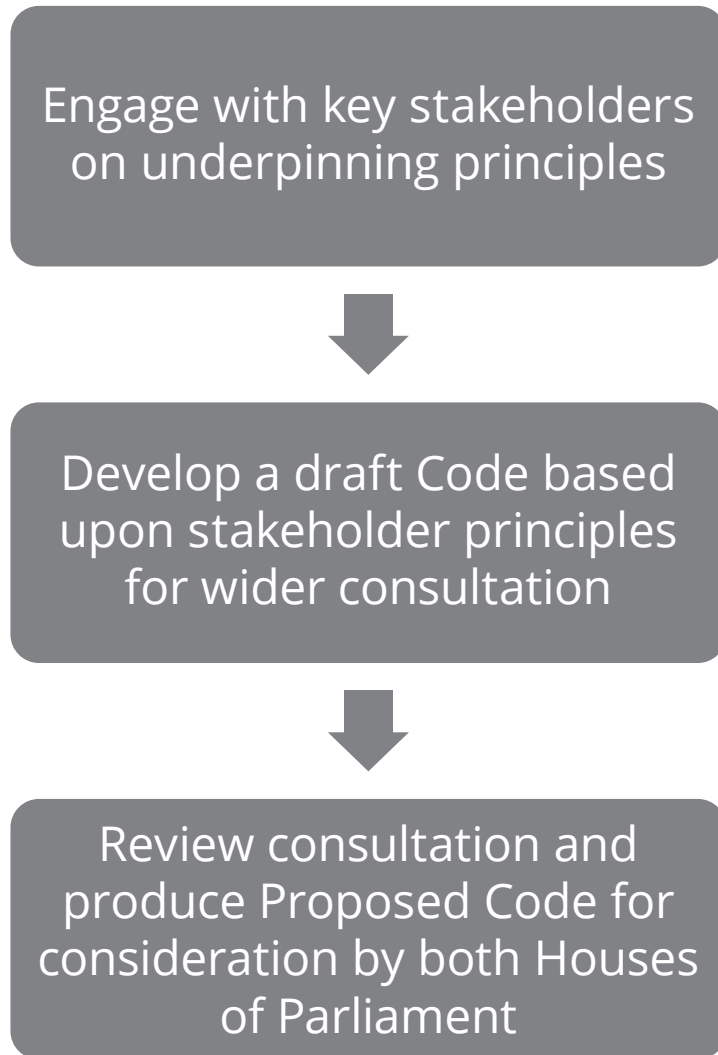 Engage with key stakeholders
on underpinning principles
Develop a draft Code based
upon stakeholder principles
for wider consultation
Review consultation and
produce Proposed Code for
consideration by both Houses
of Parliament